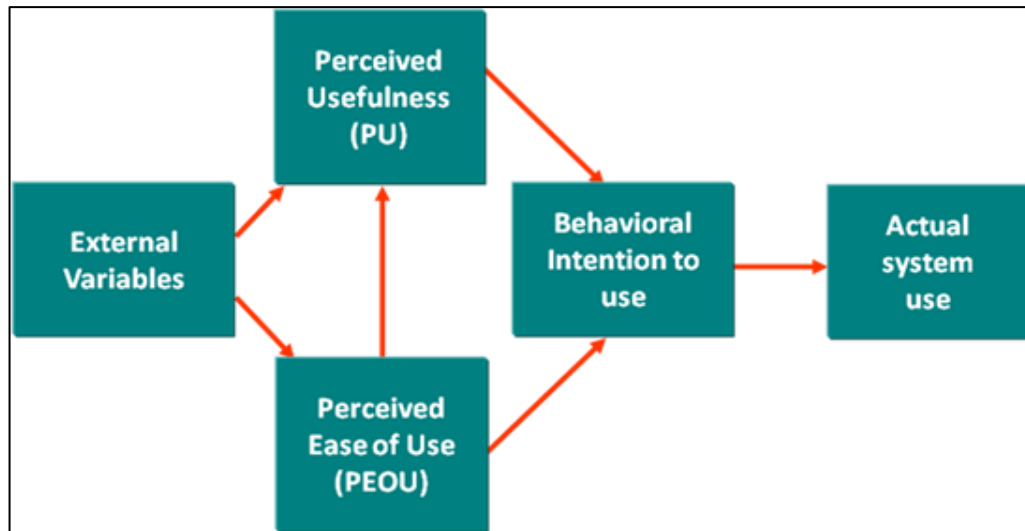 Perceived
Usefulness
(PU)
External
Variables
Perceived
Ease of Use
(PEOU)
Behavioral
Intention to
use
Actual
system
use